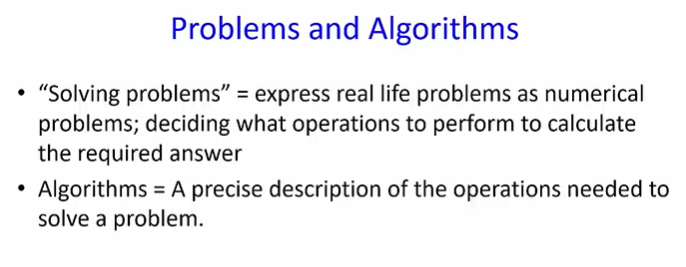 Problems and Algorithms
• “Solving problems” = express real life problems as numerical
problems; deciding what operations to perform to calculate
the required answer
• Algorithms = A precise description of the operations needed to
solve a problem.